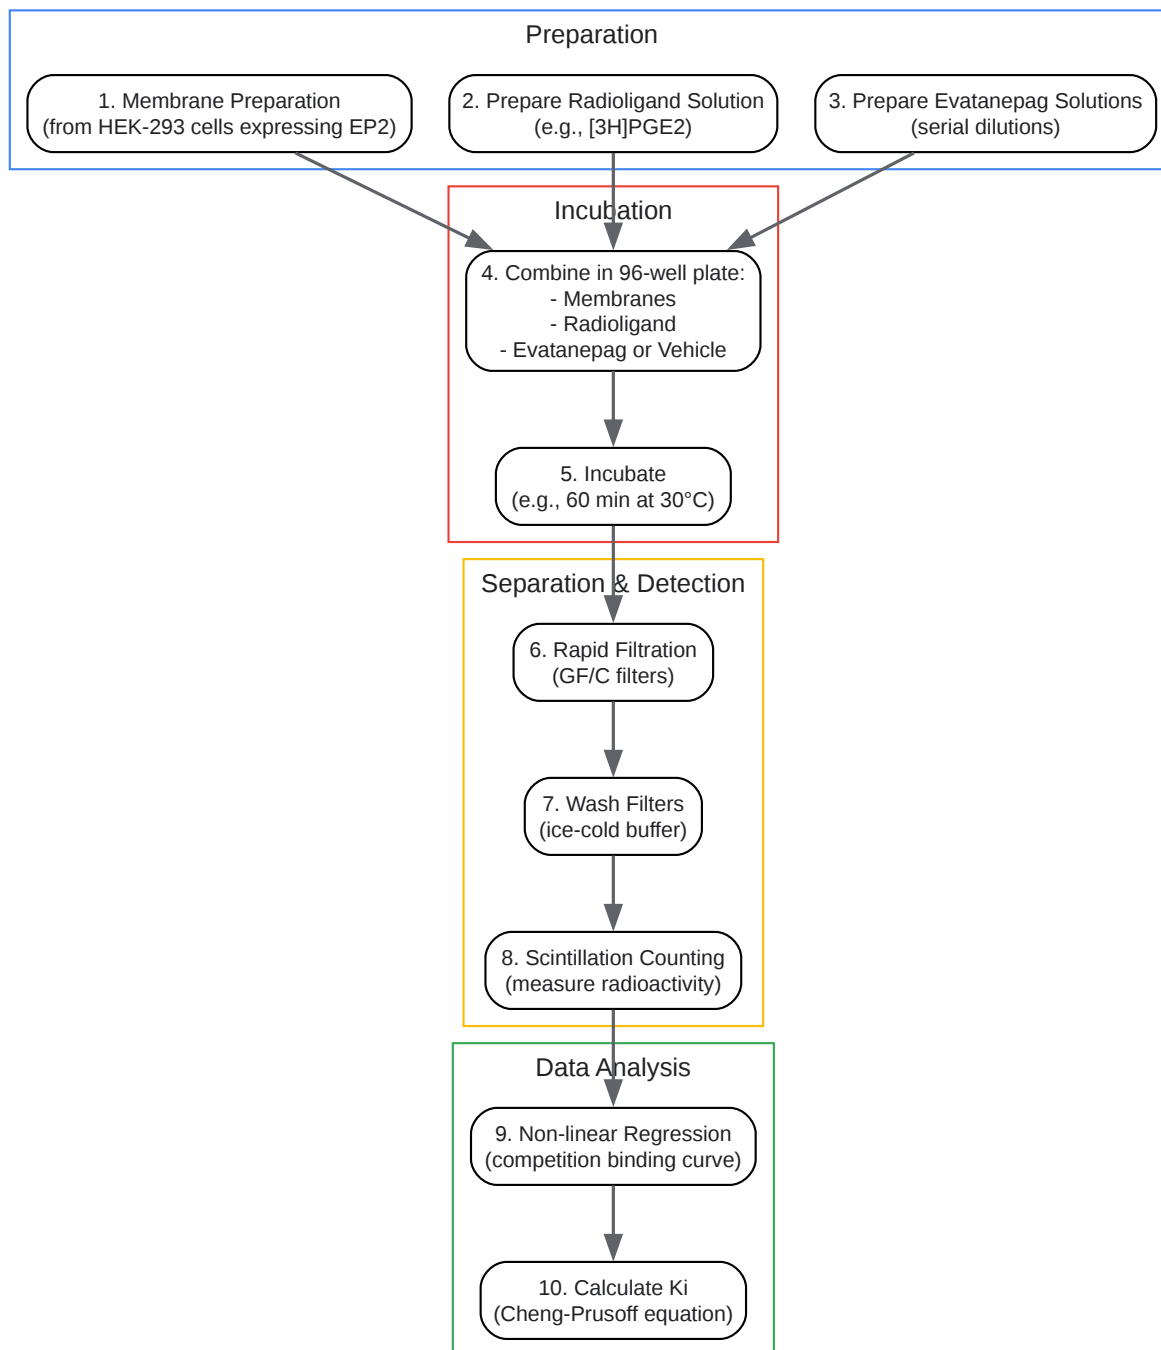 Preparation
1. Membrane Preparation
(from HEK-293 cells expressing EP2)
2. Prepare Radioligand Solution
(e.g., [3H]PGE2)
3. Prepare Evatanepag Solutions
(serial dilutions)
Incubation
4. Combine in 96-well plate:
- Membranes
- Radioligand
- Evatanepag or Vehicle
5. Incubate
(e.g., 60 min at 30°C)
Separation & Detection
6. Rapid Filtration
(GF/C filters)
7. Wash Filters
(ice-cold buffer)
8. Scintillation Counting
(measure radioactivity)
Data Analysis
9. Non-linear Regression
(competition binding curve)
10. Calculate Ki
(Cheng-Prusoff equation)